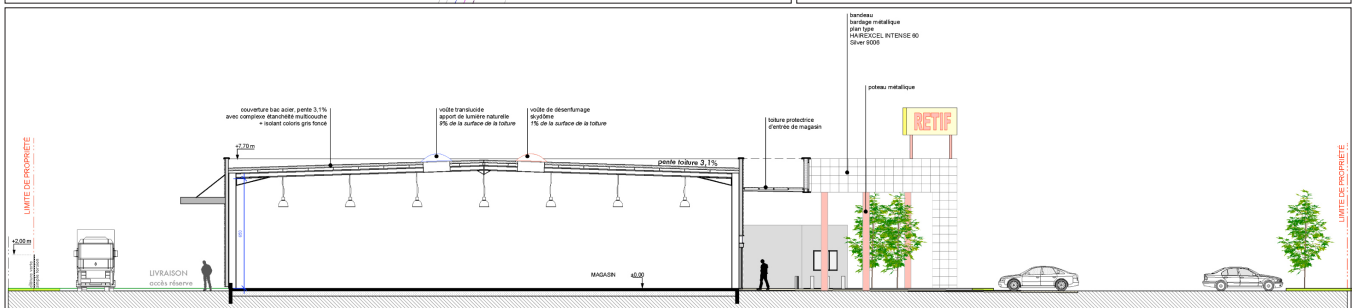 bandeau
bardage métallique
plan type
HAIREXCEL INTENSE 60
Silver 9006
poteau métallique
couverture bac acier, pente 3,1%
avec complexe étanchéité multicouche
+ isolant coloris gris foncé
voûte translucide
apport de lumière naturelle
9% de la surface de la toiture
voûte de désenfumage
skydôme
1% de la surface de la toiture
toiture protectrice
d'entrée de magasin
RETIF
+7,70 m
pente toiture 3,1%
LIMITE DE PROPRIÉTÉ
LIMITE DE PROPRIÉTÉ
+2,00 m
LIVRAISON
accès réserve
MAGASIN
±0,00